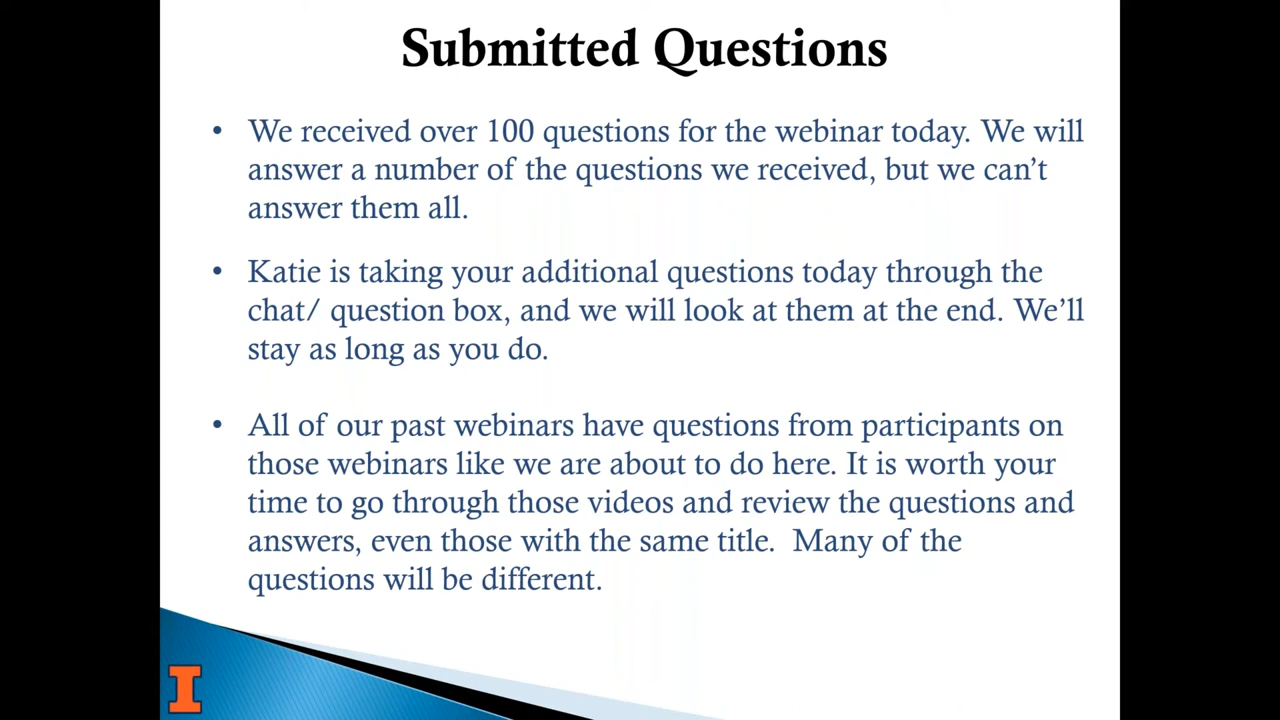 Submitted Questions
• We received over 100 questions for the webinar today. We will
answer a number of the questions we received, but we can’t
answer them all.
• Katie is taking your additional questions today through the
chat/ question box, and we will look at them at the end. We’ll
stay as long as you do.
• All of our past webinars have questions from participants on
those webinars like we are about to do here. It is worth your
time to go through those videos and review the questions and
answers, even those with the same title.  Many of the
questions will be different.
I